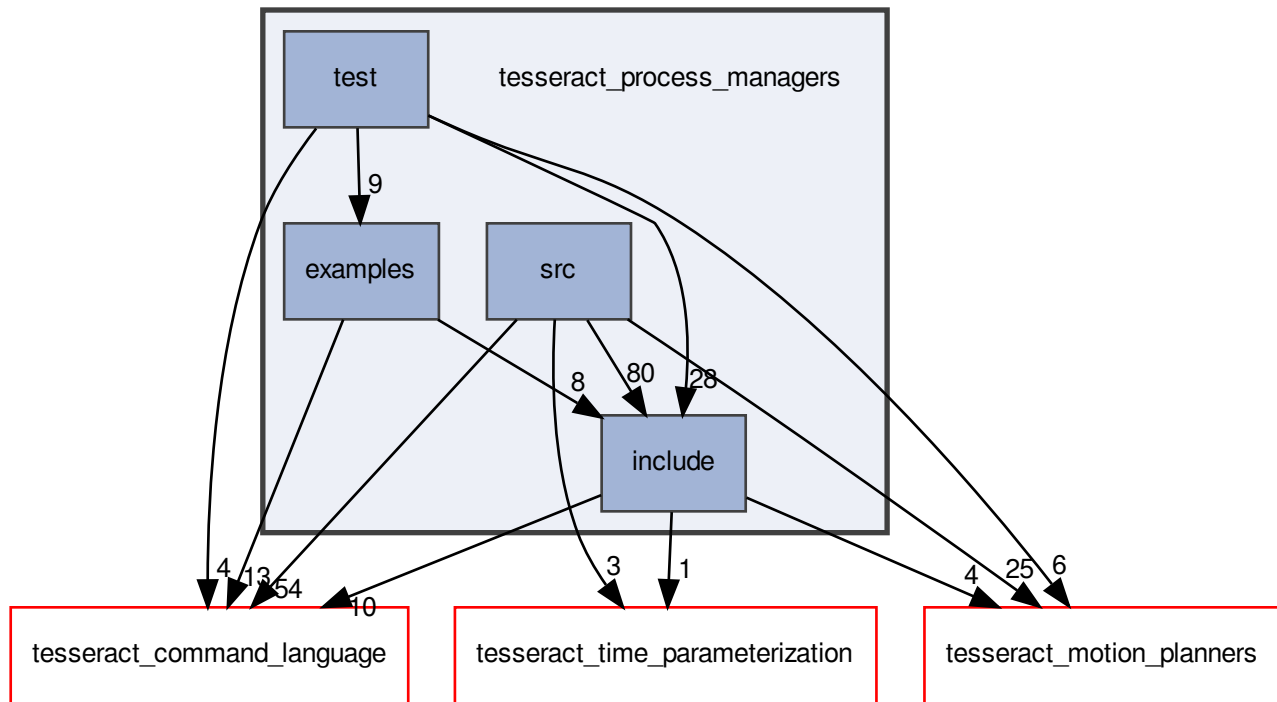 test
tesseract_process_managers
9
examples
src
8
80
28
include
4
13
54
10
3
1
4
25
6
tesseract_command_language
tesseract_time_parameterization
tesseract_motion_planners